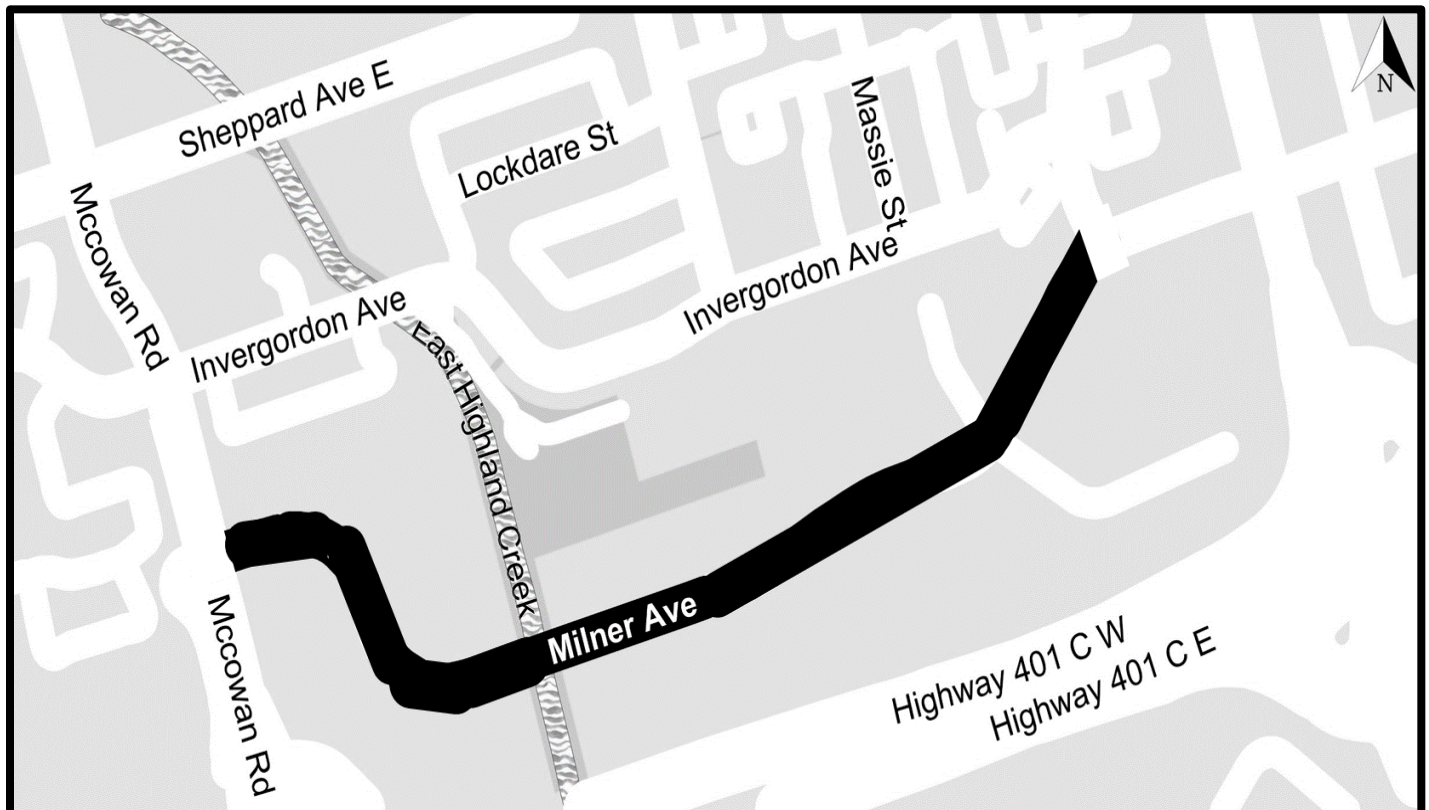 Sheppard Ave E
N
Massie St
Lockdare St
Mccowan Rd
Invergordon Ave
Invergordon Ave
East Highland Creek
Milner Ave
Mccowan Rd
Highway 401 C W
Highway 401 C E